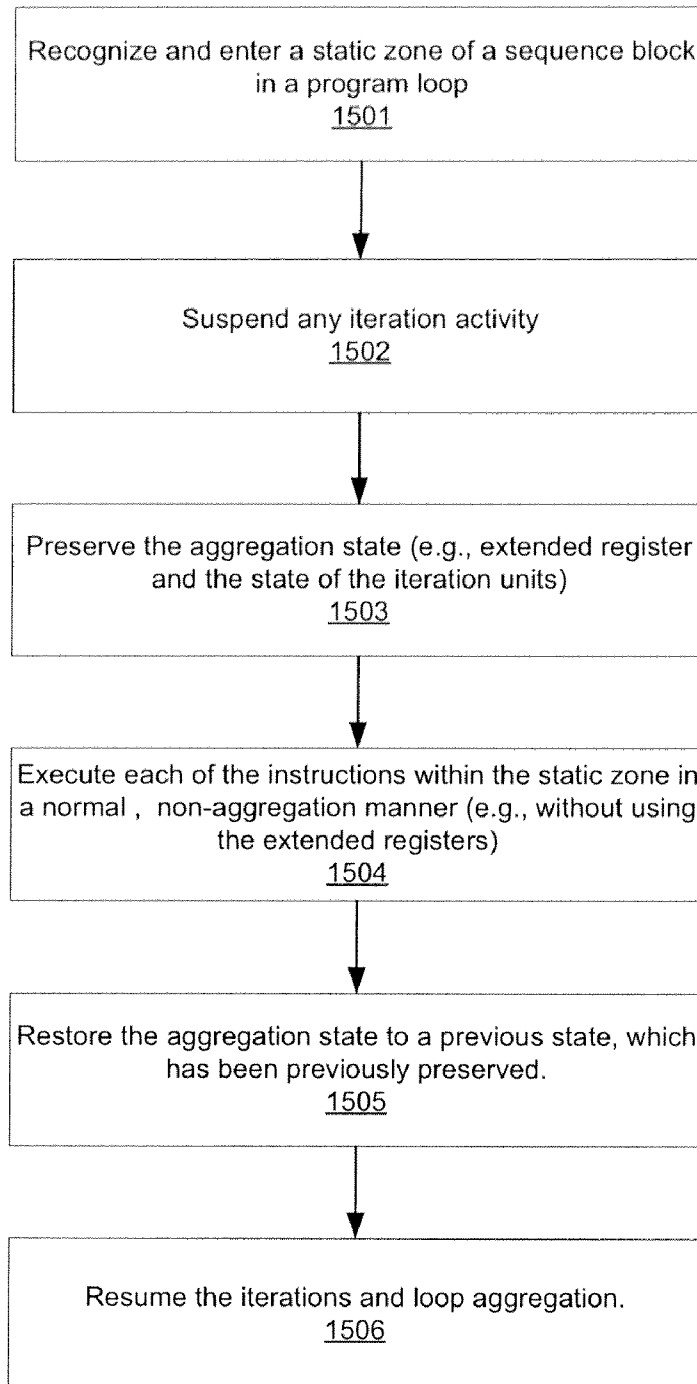 Recognize and enter a static zone of a sequence block
in a program loop
1501
Suspend any iteration activity
1502
Preserve the aggregation state (e.g., extended register
and the state of the iteration units)
1503
Execute each of the instructions within the static zone in
a normal , non-aggregation manner (e.g., without using
the extended registers)
1504
Restore the aggregation state to a previous state, which
has been previously preserved.
1505
Resume the iterations and loop aggregation.
1506